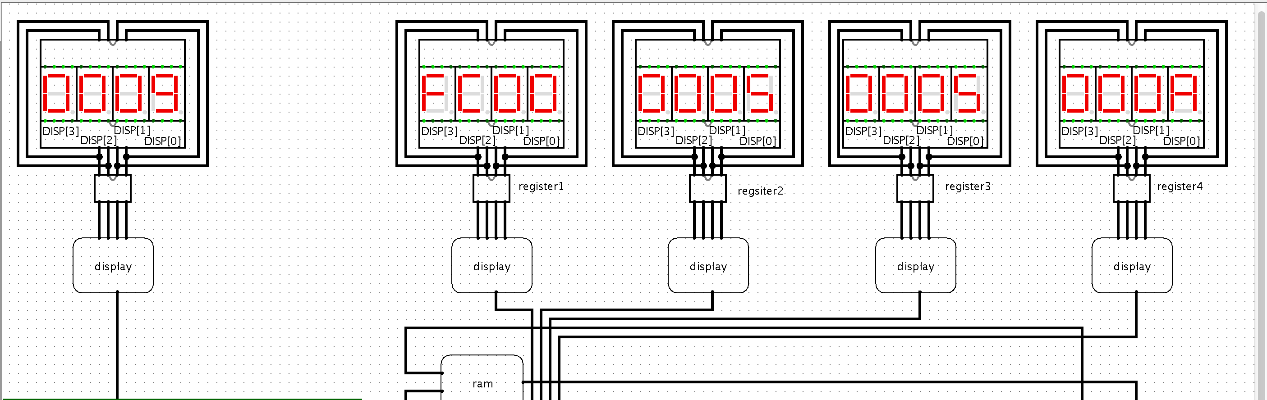 0009
DISP[3] DISP[1]
DISP[2] DISP[0]
display
FC00
DISP[3] DISP[1]
DISP[2] DISP[0]
register1
display
0005
DISP[3] DISP[1]
DISP[2] DISP[0]
regsiter2
display
0005
DISP[3] DISP[1]
DISP[2] DISP[0]
register3
display
000A
DISP[3] DISP[1]
DISP[2] DISP[0]
register4
display
ram